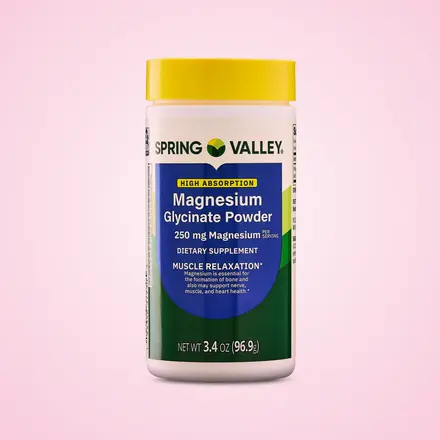 SPRING VALLEY®
HIGH ABSORPTION
Magnesium
Glycinate Powder
250 mg Magnesium PER SERVING
DIETARY SUPPLEMENT
MUSCLE RELAXATION*
Magnesium is essential for
the formation of bone and
also may support nerve,
muscle, and heart health.*
NET WT 3.4 OZ (96.9g)